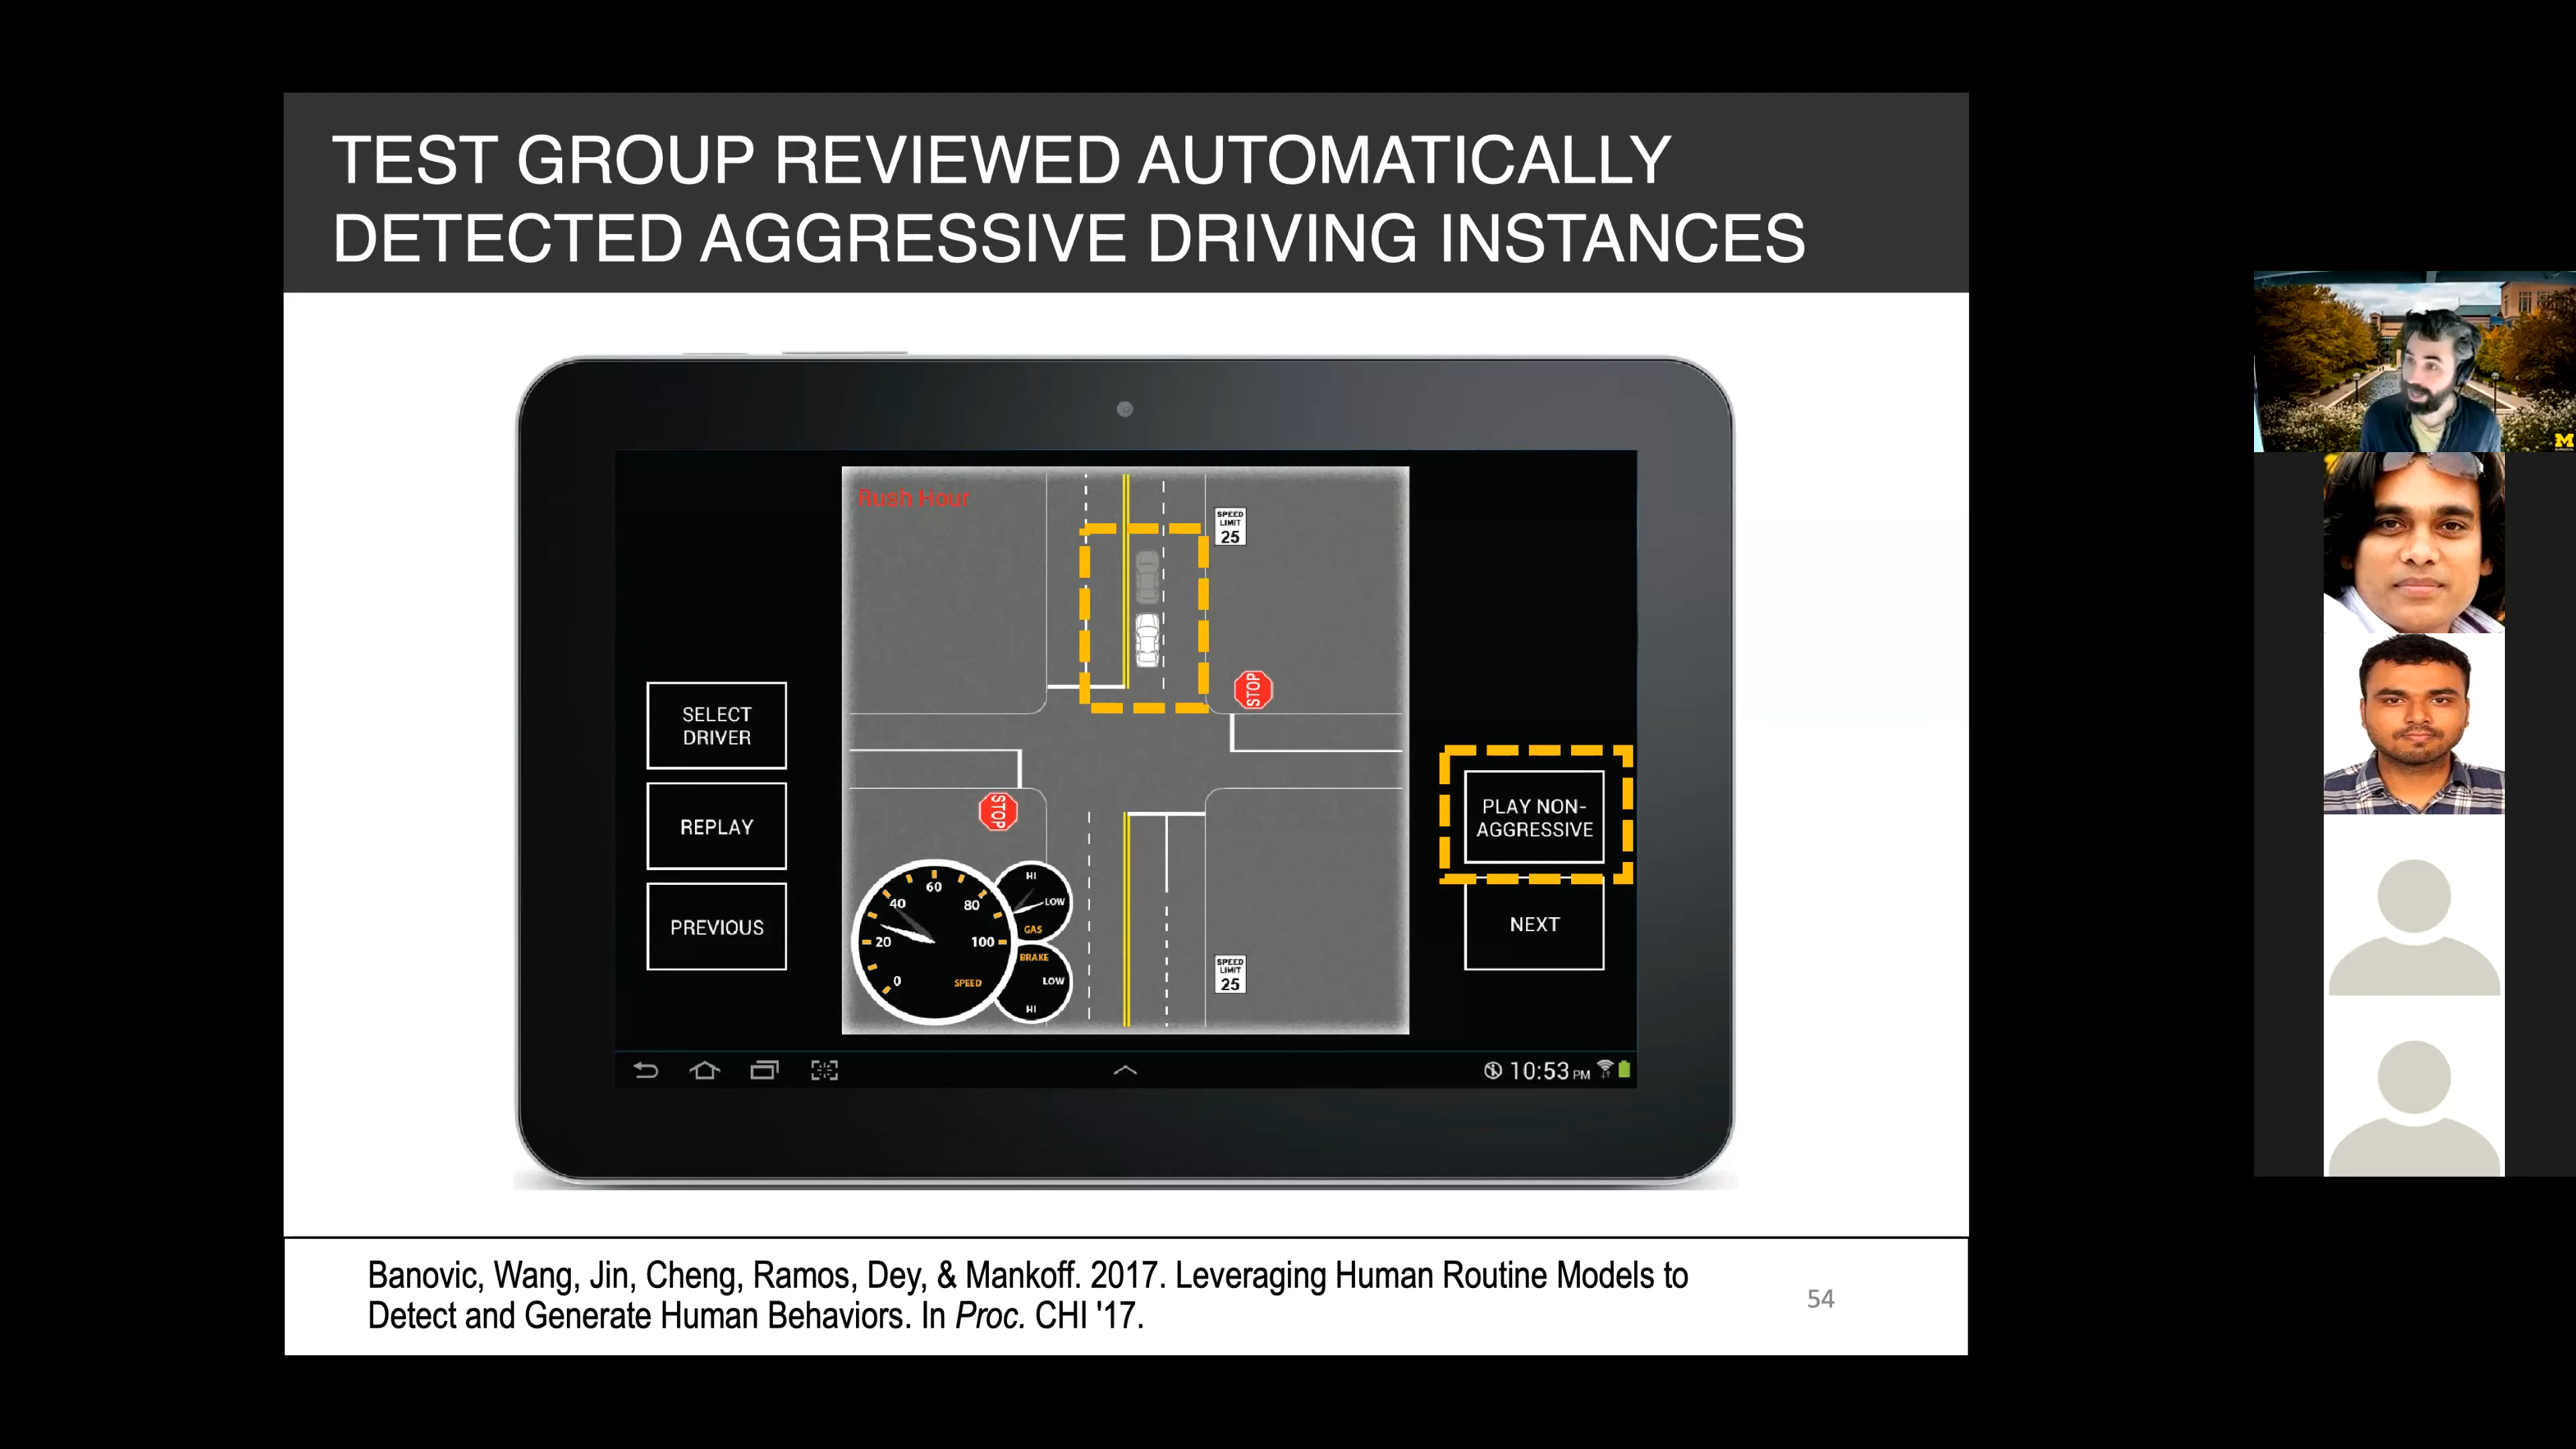 TEST GROUP REVIEWED AUTOMATICALLY
DETECTED AGGRESSIVE DRIVING INSTANCES
Rush Hour
SPEED
LIMIT
25
STOP
SELECT
DRIVER
STOP
REPLAY
PLAY NON-
AGGRESSIVE
PREVIOUS
NEXT
0
20
40
60
80
100
SPEED
HI
LOW
GAS
BRAKE
LOW
HI
SPEED
LIMIT
25
10:53 PM
M
Banovic, Wang, Jin, Cheng, Ramos, Dey, & Mankoff. 2017. Leveraging Human Routine Models to
Detect and Generate Human Behaviors. In Proc. CHI '17.
54